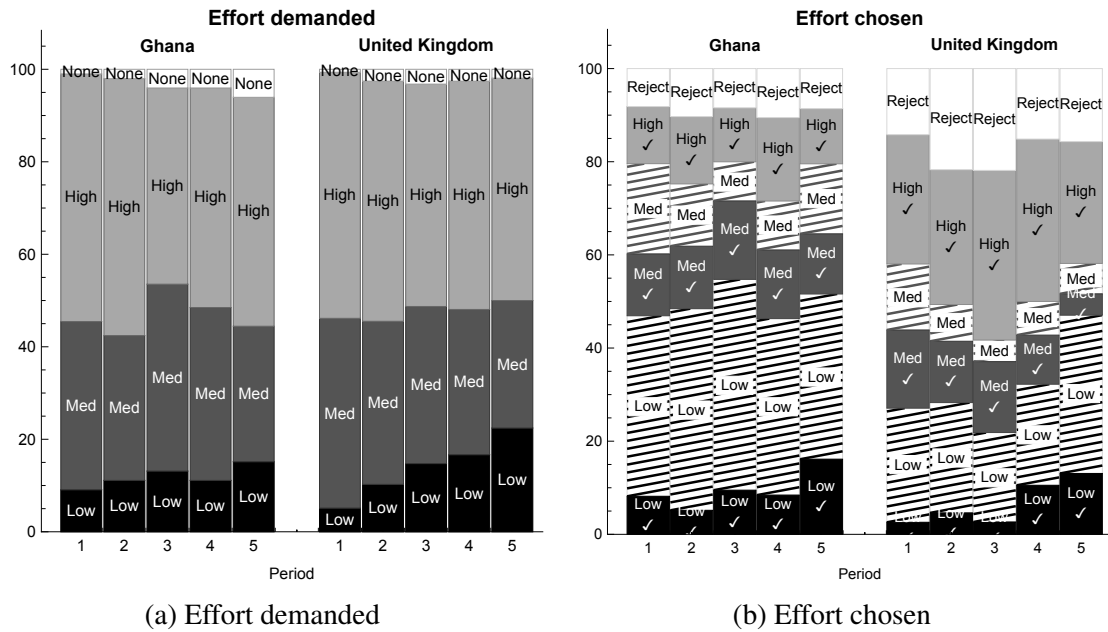 Effort demanded
Ghana United Kingdom
100
80
60
40
20
0
None None None None None
High High High High High
Med Med Med Med Med
Low Low Low Low Low
None None None None None
High High High High High
Med Med Med Med Med
Low Low Low Low Low
1 2 3 4 5 1 2 3 4 5
Period
(a) Effort demanded
Effort chosen
Ghana United Kingdom
100
80
60
40
20
0
Reject Reject Reject Reject Reject
High ✓ High ✓ High ✓ High ✓ High ✓
Med Med Med Med Med
Med ✓ Med ✓ Med ✓ Med ✓ Med ✓
Low Low Low Low Low
Low ✓ Low ✓ Low ✓ Low ✓ Low ✓
Reject Reject Reject Reject Reject
High ✓ High ✓ High ✓ High ✓ High ✓
Med Med Med Med Med
Med ✓ Med ✓ Med ✓ Med ✓ Med ✓
Low Low Low Low Low
Low ✓ Low ✓ Low ✓ Low ✓ Low ✓
1 2 3 4 5 1 2 3 4 5
Period
(b) Effort chosen